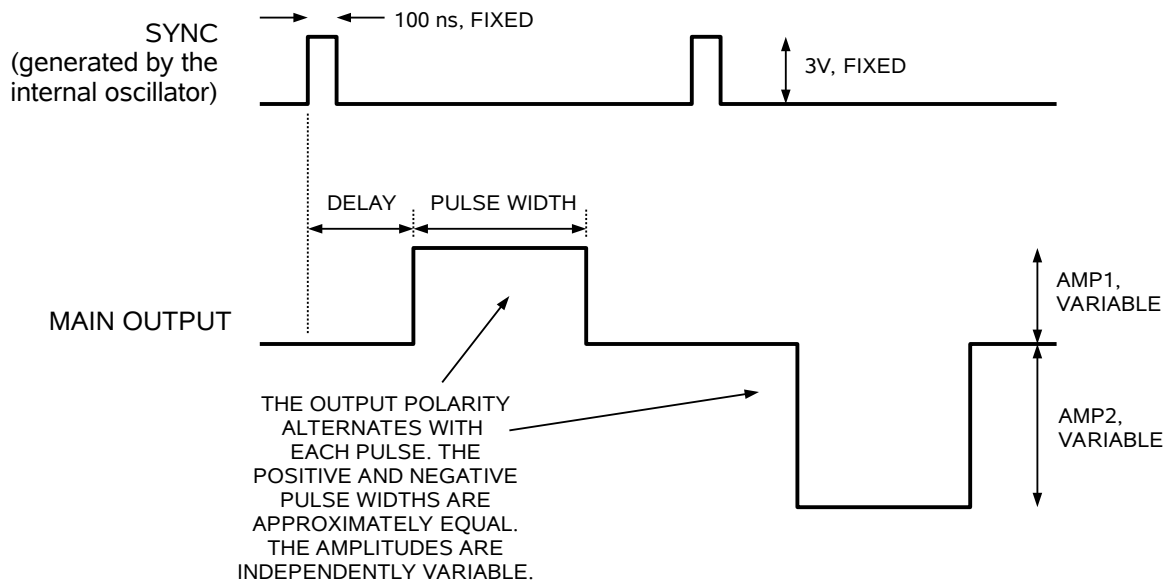 100 ns, FIXED
SYNC
(generated by the
internal oscillator)
3V, FIXED
DELAY
PULSE WIDTH
AMP1,
VARIABLE
MAIN OUTPUT
THE OUTPUT POLARITY
ALTERNATES WITH
EACH PULSE. THE
POSITIVE AND NEGATIVE
PULSE WIDTHS ARE
APPROXIMATELY EQUAL.
THE AMPLITUDES ARE
INDEPENDENTLY VARIABLE.
AMP2,
VARIABLE